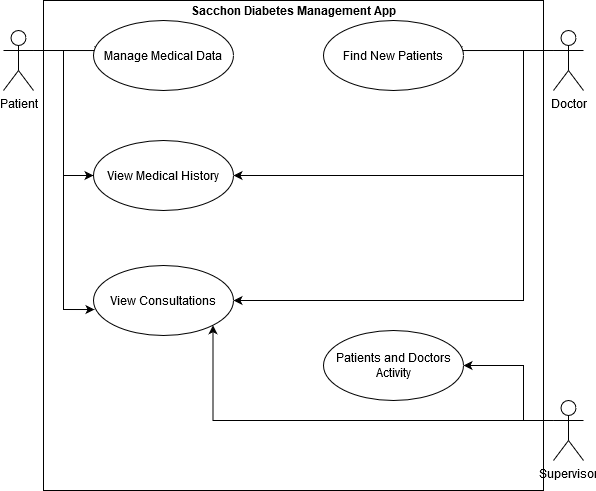 Sacchon Diabetes Management App
Manage Medical Data
Find New Patients
Patient
Doctor
View Medical History
View Consultations
Patients and Doctors
Activity
Supervisor